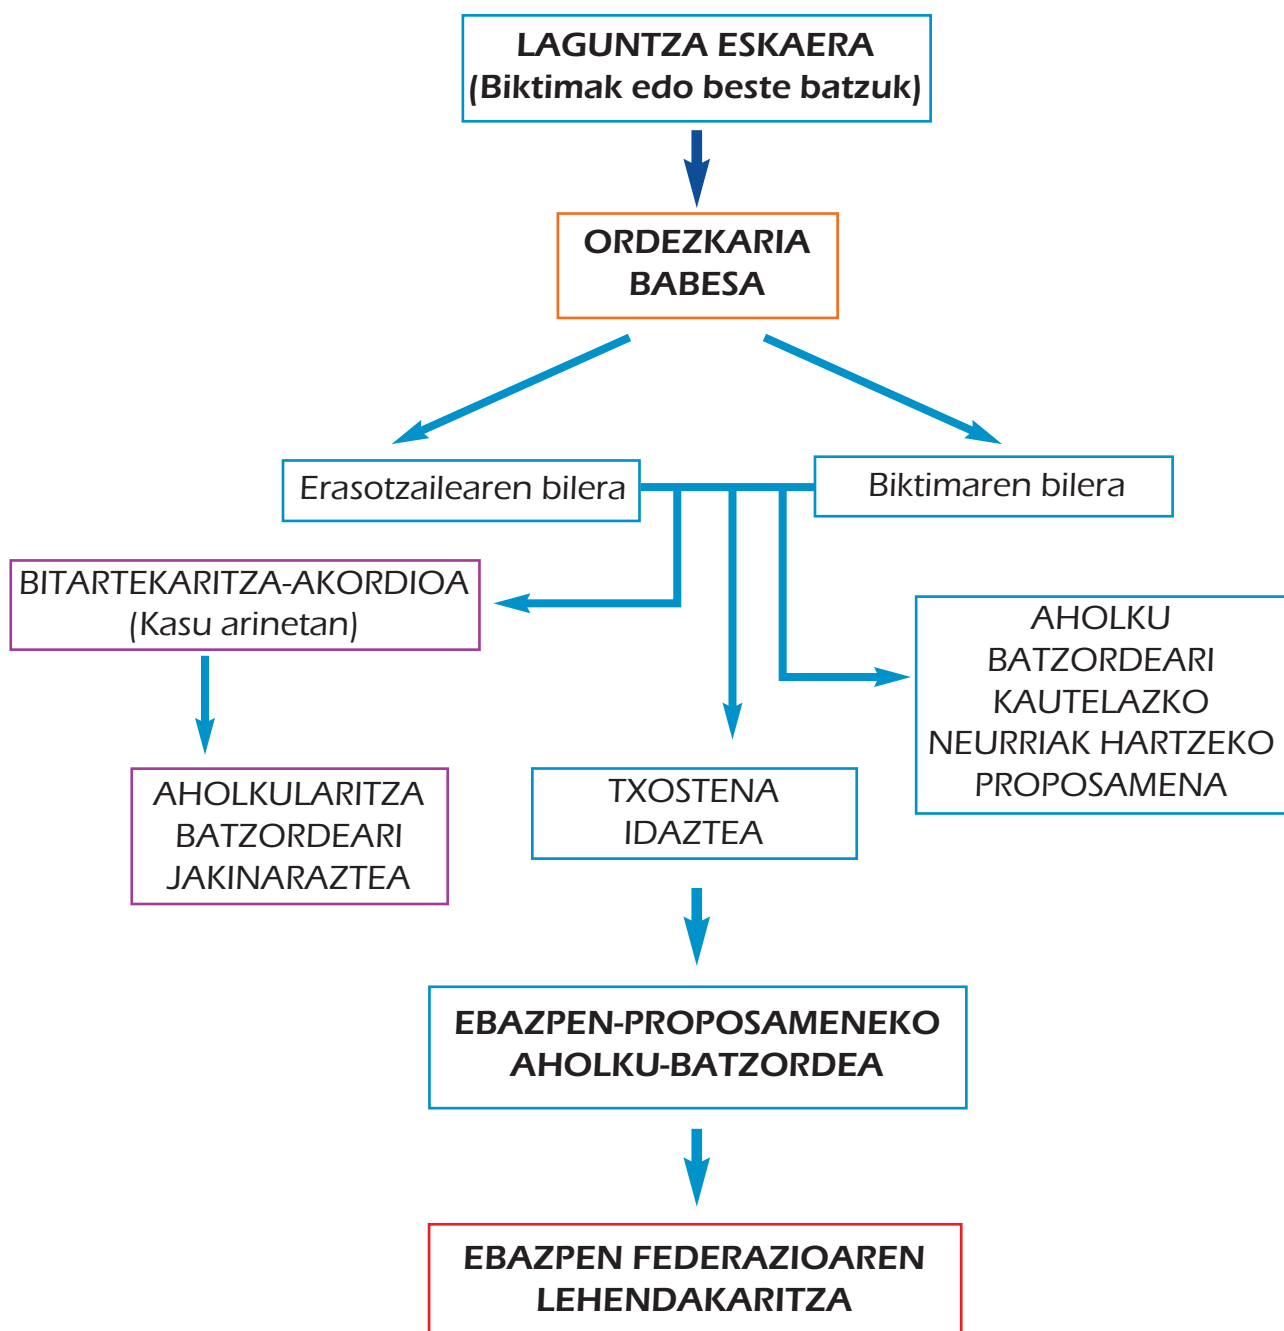 LAGUNTZA ESKAERA
(Biktimak edo beste batzuk)
ORDEZKARIA
BABESA
Erasotzailearen bilera
Biktimaren bilera
BITARTEKARITZA-AKORDIOA
(Kasu arinetan)
AHOLKU
BATZORDEARI
KAUTELAZKO
NEURRIAK HARTZEKO
PROPOSAMENA
AHOLKULARITZA
BATZORDEARI
JAKINARAZTEA
TXOSTENA
IDAZTEA
EBAZPEN-PROPOSAMENEKO
AHOLKU-BATZORDEA
EBAZPEN FEDERAZIOAREN
LEHENDAKARITZA